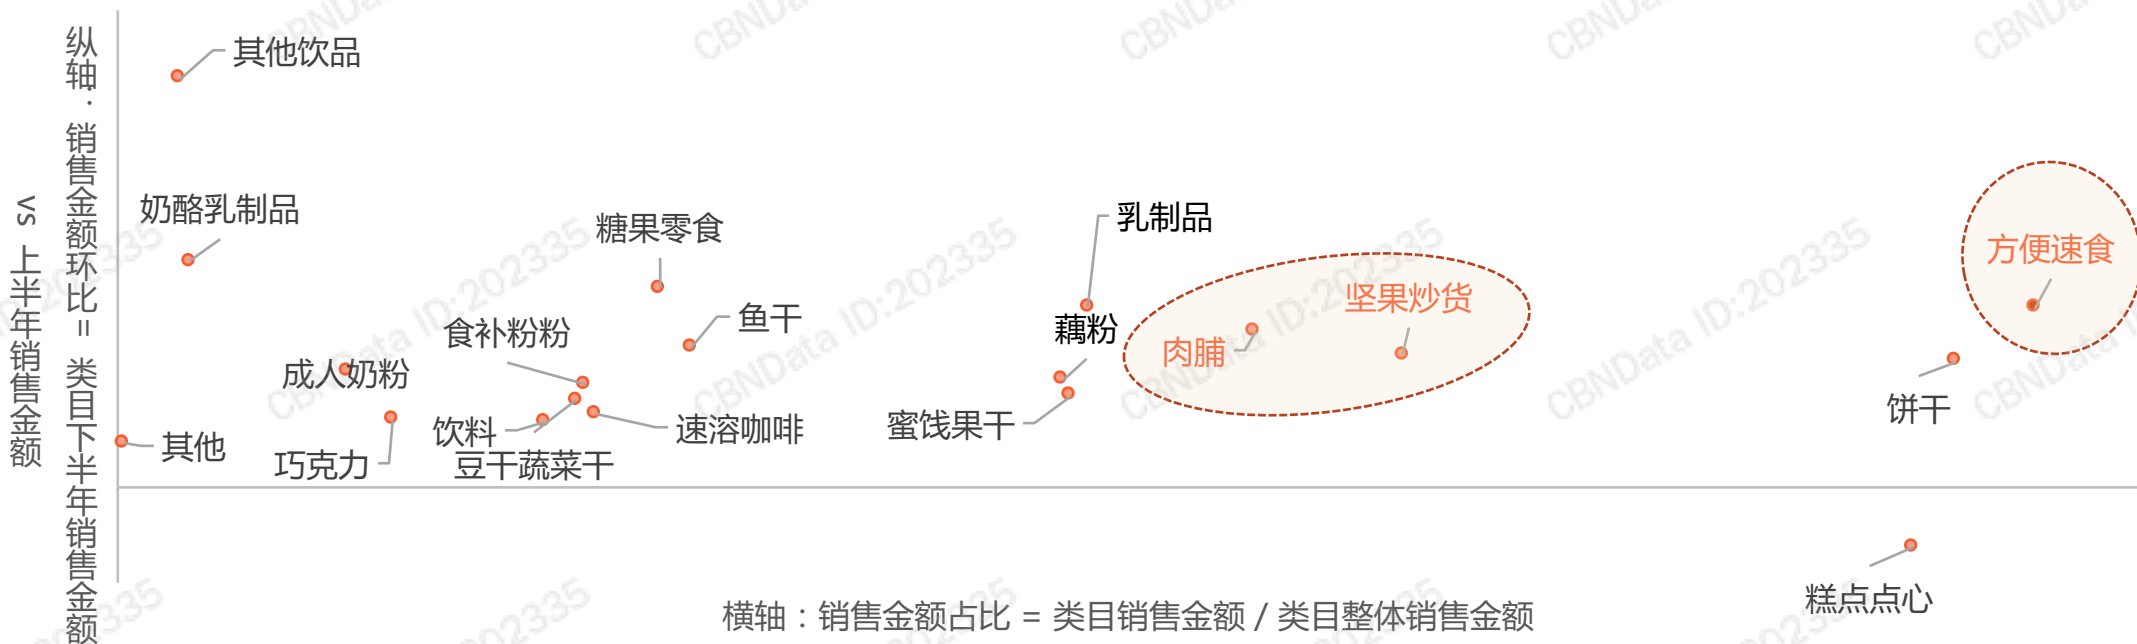 纵轴：销售金额环比 = 类目下半年销售金额
vs 上半年销售金额
其他饮品
奶酪乳制品
糖果零食
乳制品
方便速食
坚果炒货
鱼干
藕粉
食补粉粉
肉脯
成人奶粉
饼干
蜜饯果干
饮料
速溶咖啡
其他
巧克力
豆干蔬菜干
糕点点心
横轴：销售金额占比 = 类目销售金额 / 类目整体销售金额
CBNData ID:202335